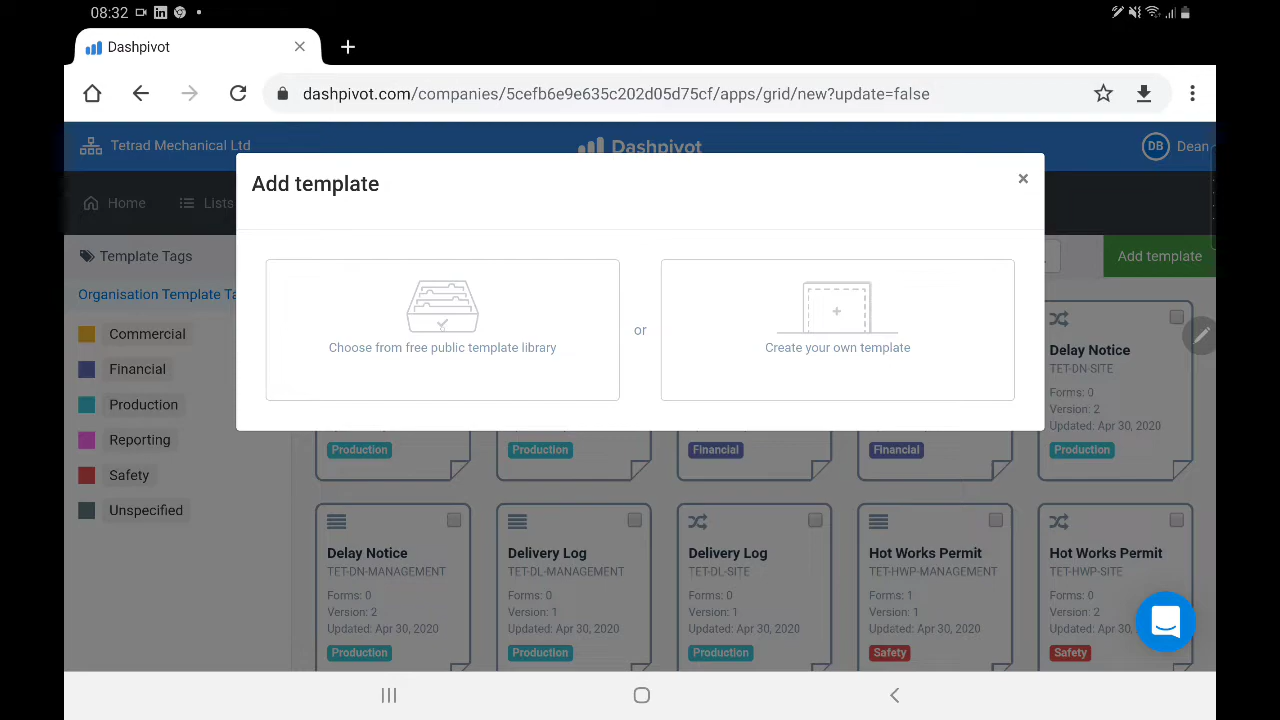 08:32
Dashpivot
dashpivot.com/companies/5cefb6e9e635c202d05d75cf/apps/grid/new?update=false
Tetrad Mechanical Ltd
Dashpivot
DB Dean
Home
Lists
Add template
Template Tags
Add template
Organisation Template Ta
Commercial
Financial
Production
Reporting
Safety
Unspecified
Choose from free public template library
or
Create your own template
Delay Notice
TET-DN-SITE
Forms: 0
Version: 2
Updated: Apr 30, 2020
Production
Production
Financial
Financial
Production
Delay Notice
TET-DN-MANAGEMENT
Forms: 0
Version: 2
Updated: Apr 30, 2020
Production
Delivery Log
TET-DL-MANAGEMENT
Forms: 0
Version: 1
Updated: Apr 30, 2020
Production
Delivery Log
TET-DL-SITE
Forms: 0
Version: 1
Updated: Apr 30, 2020
Production
Hot Works Permit
TET-HWP-MANAGEMENT
Forms: 1
Version: 1
Updated: Apr 30, 2020
Safety
Hot Works Permit
TET-HWP-SITE
Forms: 0
Version: 2
Updated: Apr 30, 20
Safety